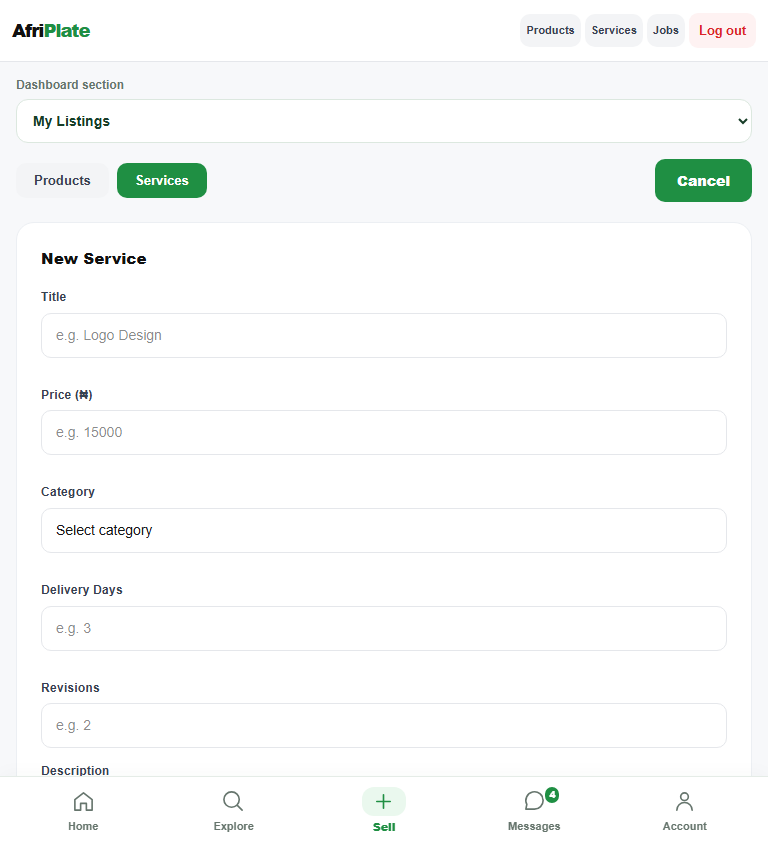 AfriPlate
Products Services Jobs Log out
Dashboard section
My Listings
Products Services Cancel
New Service
Title
e.g. Logo Design
Price (₦)
e.g. 15000
Category
Select category
Delivery Days
e.g. 3
Revisions
e.g. 2
Description
4
Home Explore Sell Messages Account